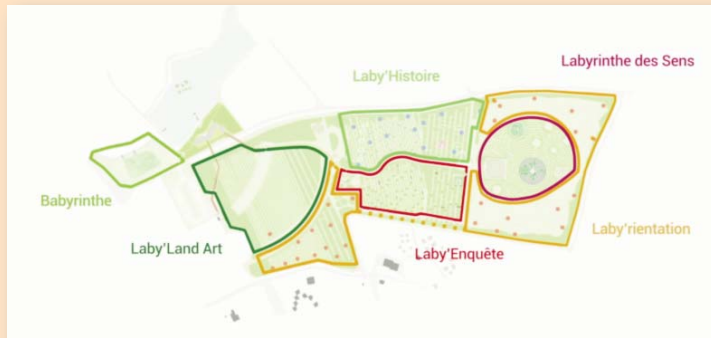 Labyrinthe des Sens
Laby'Histoire
Babyrinthe
Laby'rientation
Laby'Land Art
Laby'Enquête